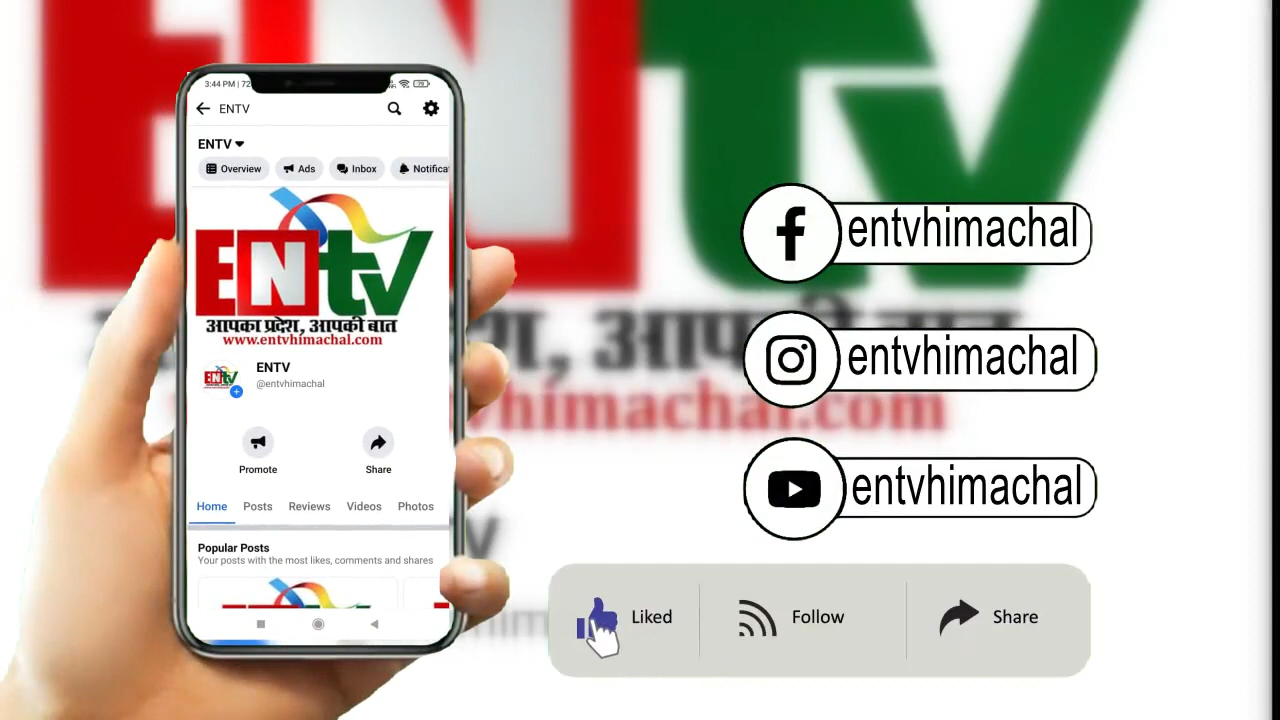 3:44 PM | 72
ENTV
ENTV
Overview
Ads
Inbox
Notifica
ENTV
आपका प्रदेश, आपकी बात
www.entvhimachal.com
ENTV
@entvhimachal
Promote
Share
Home
Posts
Reviews
Videos
Photos
Popular Posts
Your posts with the most likes, comments and shares
entvhimachal
entvhimachal
entvhimachal
Liked
Follow
Share